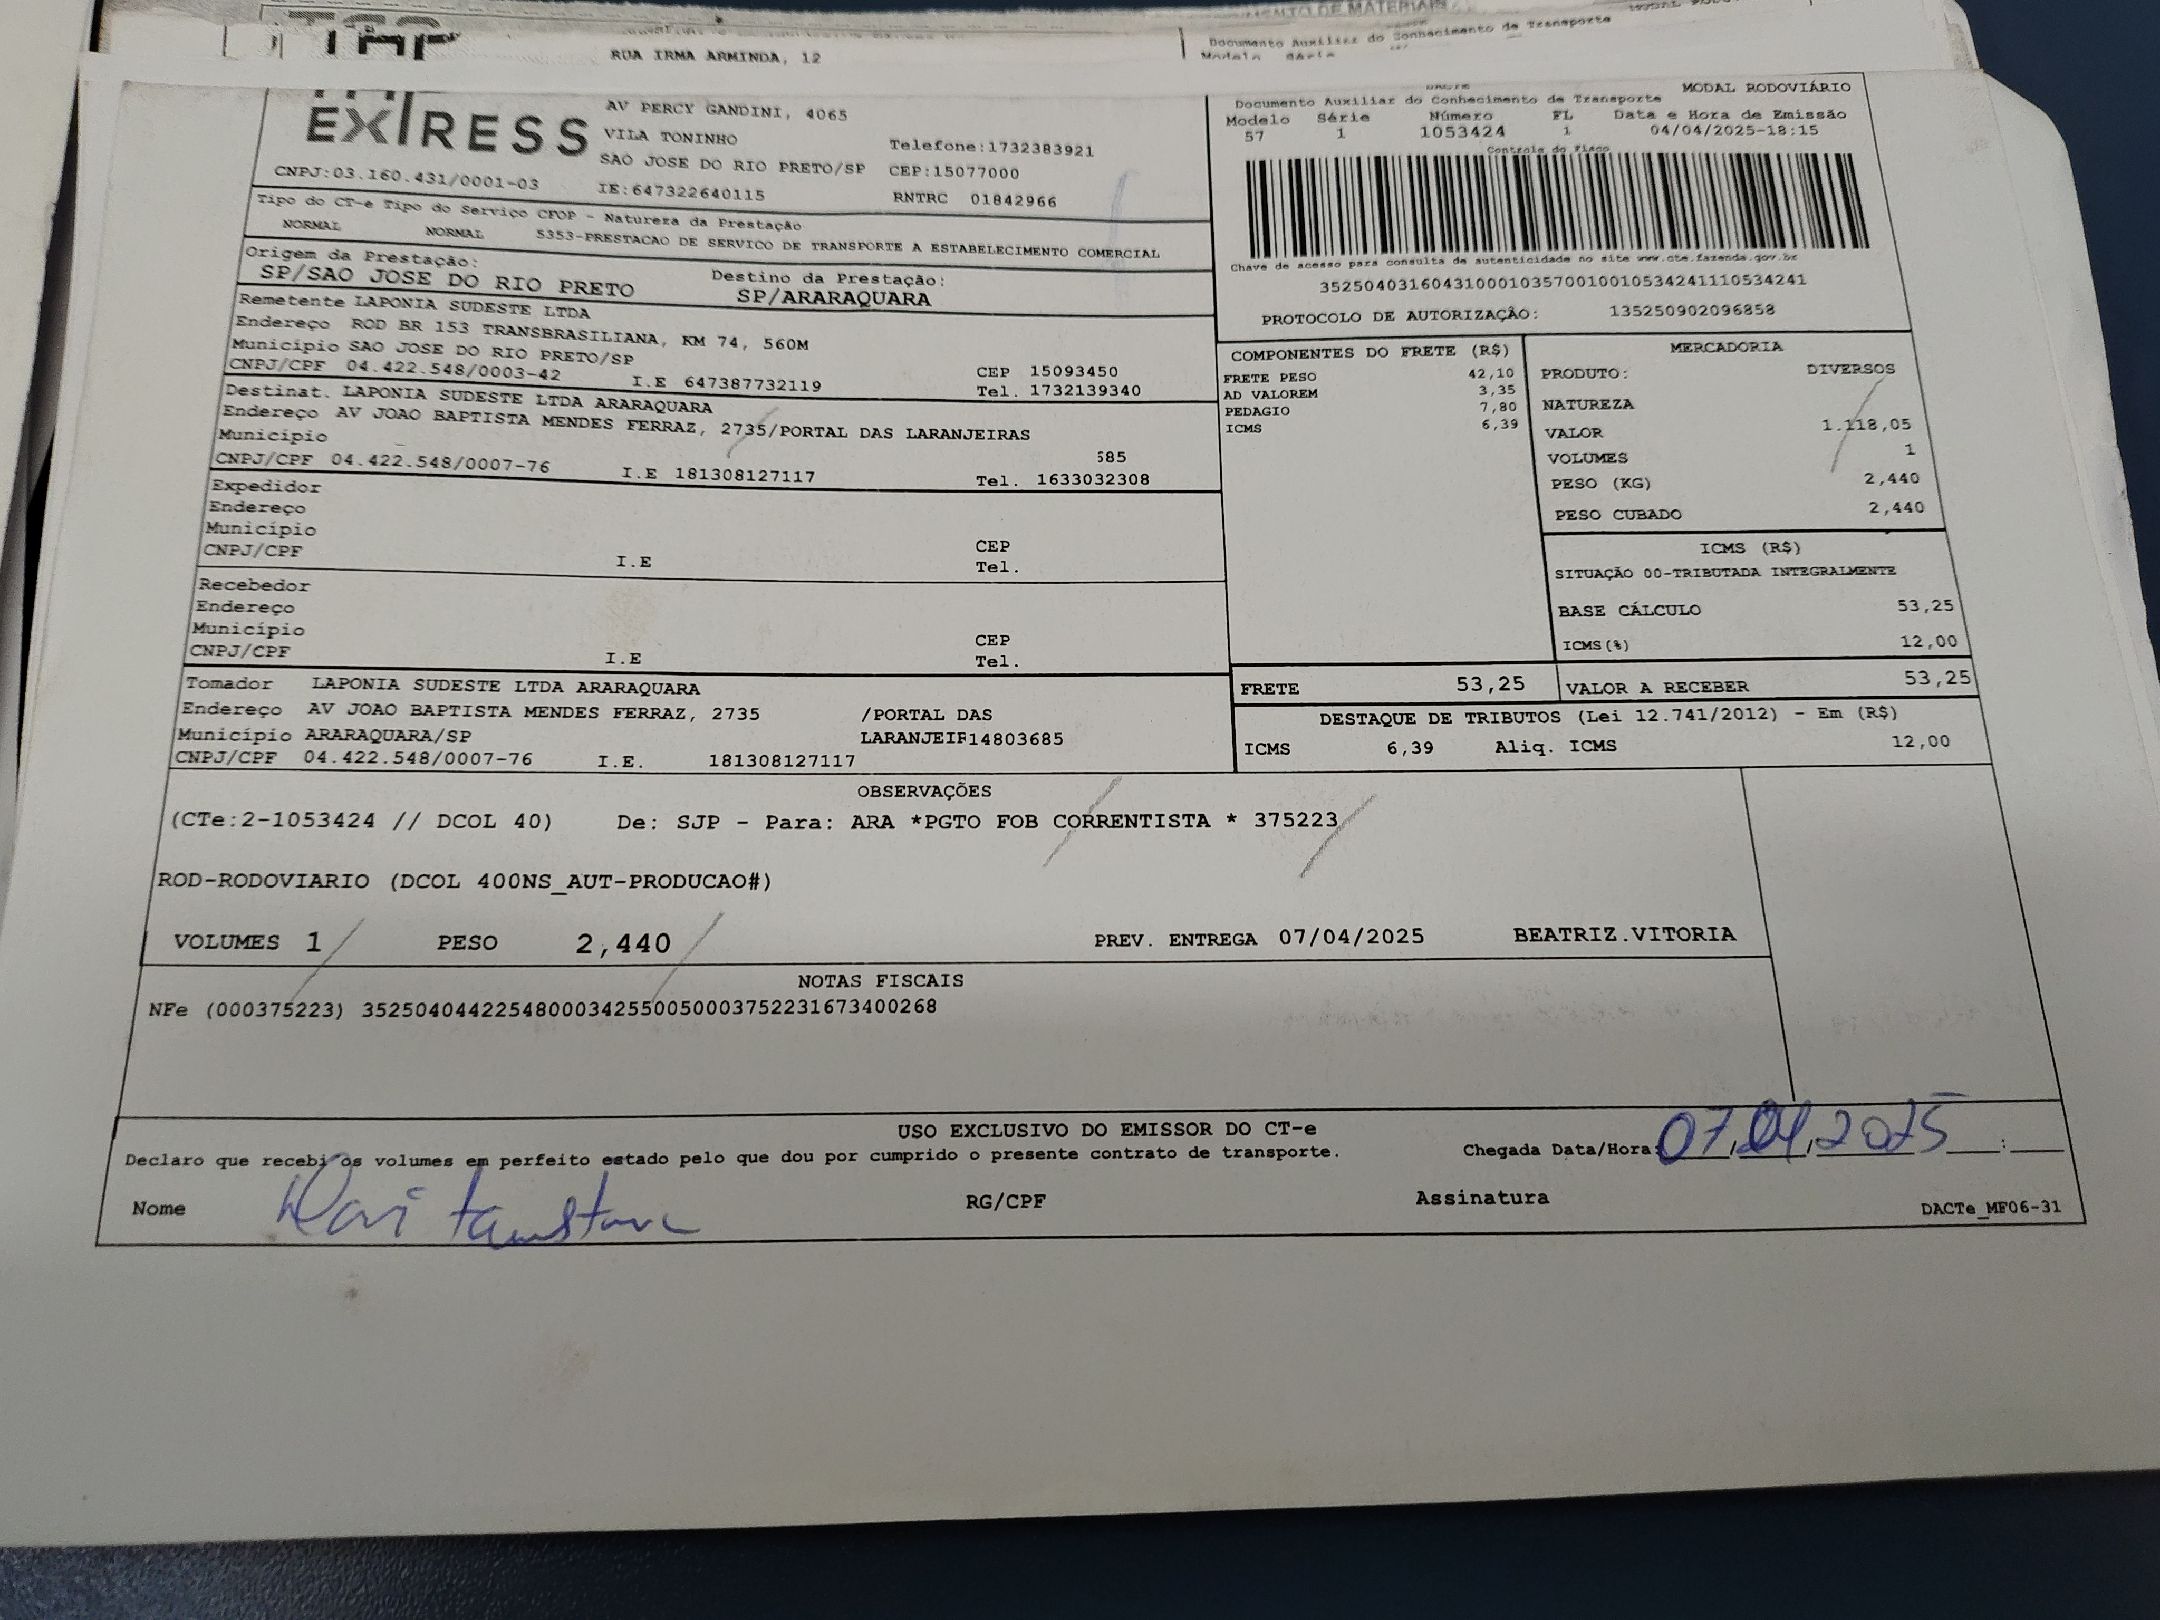 RUA IRMA ARMINDA, 12
Documento Auxiliar do Conhecimento de Transporte
Modelo Série
EXPRESS
AV PERCY GANDINI, 4065
VILA TONINHO
SAO JOSE DO RIO PRETO/SP
Telefone:1732383921
CEP:15077000
CNPJ:03.160.431/0001-03 IE:647322640115 RNTRC 01842966
MODAL RODOVIÁRIO
Documento Auxiliar do Conhecimento de Transporte
Modelo Série Número FL Data e Hora de Emissão
57 1 1053424 1 04/04/2025-18:15
Controle do Fisco
Chave de acesso para consulta de autenticidade no site www.cte.fazenda.gov.br
35250403160431000103570010010534241110534241
PROTOCOLO DE AUTORIZAÇÃO: 135250902096858
Tipo do CT-e Tipo do Serviço CFOP - Natureza da Prestação
NORMAL NORMAL 5353-PRESTACAO DE SERVICO DE TRANSPORTE A ESTABELECIMENTO COMERCIAL
Origem da Prestação: Destino da Prestação:
SP/SAO JOSE DO RIO PRETO SP/ARARAQUARA
Remetente LAPONIA SUDESTE LTDA
Endereço ROD BR 153 TRANSBRASILIANA, KM 74, 560M
Município SAO JOSE DO RIO PRETO/SP CEP 15093450
CNPJ/CPF 04.422.548/0003-42 I.E 647387732119 Tel. 1732139340
Destinat. LAPONIA SUDESTE LTDA ARARAQUARA
Endereço AV JOAO BAPTISTA MENDES FERRAZ, 2735/PORTAL DAS LARANJEIRAS
Município 585
CNPJ/CPF 04.422.548/0007-76 I.E 181308127117 Tel. 1633032308
Expedidor
Endereço
Município CEP
CNPJ/CPF I.E Tel.
Recebedor
Endereço
Município CEP
CNPJ/CPF I.E Tel.
Tomador LAPONIA SUDESTE LTDA ARARAQUARA
Endereço AV JOAO BAPTISTA MENDES FERRAZ, 2735 /PORTAL DAS
Município ARARAQUARA/SP LARANJEIR14803685
CNPJ/CPF 04.422.548/0007-76 I.E. 181308127117
COMPONENTES DO FRETE (R$)
FRETE PESO 42,10
AD VALOREM 3,35
PEDAGIO 7,80
ICMS 6,39
MERCADORIA
PRODUTO: DIVERSOS
NATUREZA
VALOR 1.118,05
VOLUMES 1
PESO (KG) 2,440
PESO CUBADO 2,440
ICMS (R$)
SITUAÇÃO 00-TRIBUTADA INTEGRALMENTE
BASE CÁLCULO 53,25
ICMS(%) 12,00
FRETE 53,25 VALOR A RECEBER 53,25
DESTAQUE DE TRIBUTOS (Lei 12.741/2012) - Em (R$)
ICMS 6,39 Aliq. ICMS 12,00
OBSERVAÇÕES
(CTe:2-1053424 // DCOL 40) De: SJP - Para: ARA *PGTO FOB CORRENTISTA * 375223
ROD-RODOVIARIO (DCOL 400NS_AUT-PRODUCAO#)
VOLUMES 1 PESO 2,440 PREV. ENTREGA 07/04/2025 BEATRIZ.VITORIA
NOTAS FISCAIS
NFe (000375223) 35250404422548000342550050003752231673400268
USO EXCLUSIVO DO EMISSOR DO CT-e
Declaro que recebi os volumes em perfeito estado pelo que dou por cumprido o presente contrato de transporte. Chegada Data/Hora: 07,04,2025 :
Nome RG/CPF Assinatura DACTe_MF06-31